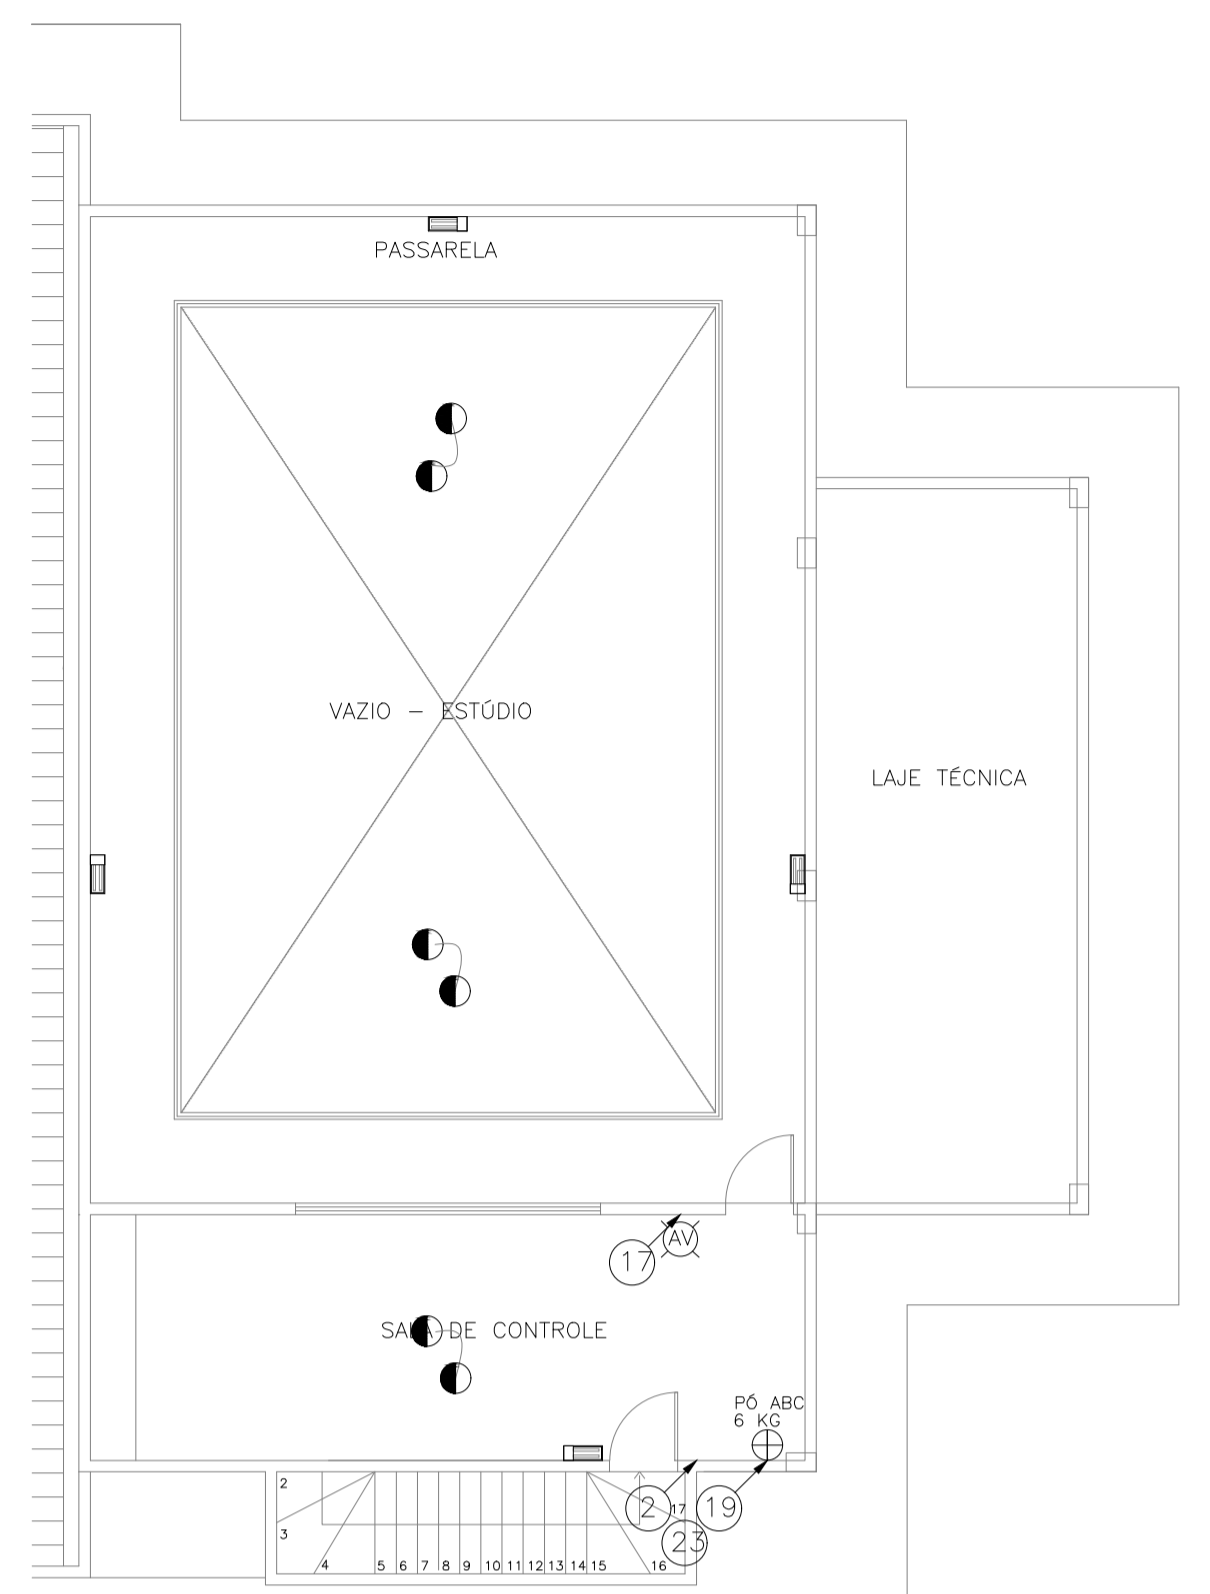 PASSARELA
VAZIO – ESTÚDIO
LAJE TÉCNICA
AV
17
SALA DE CONTROLE
PÓ ABC
6 KG
2
3
4
5
6
7
8
9
10
11
12
13
14
15
16
17
2
19
23